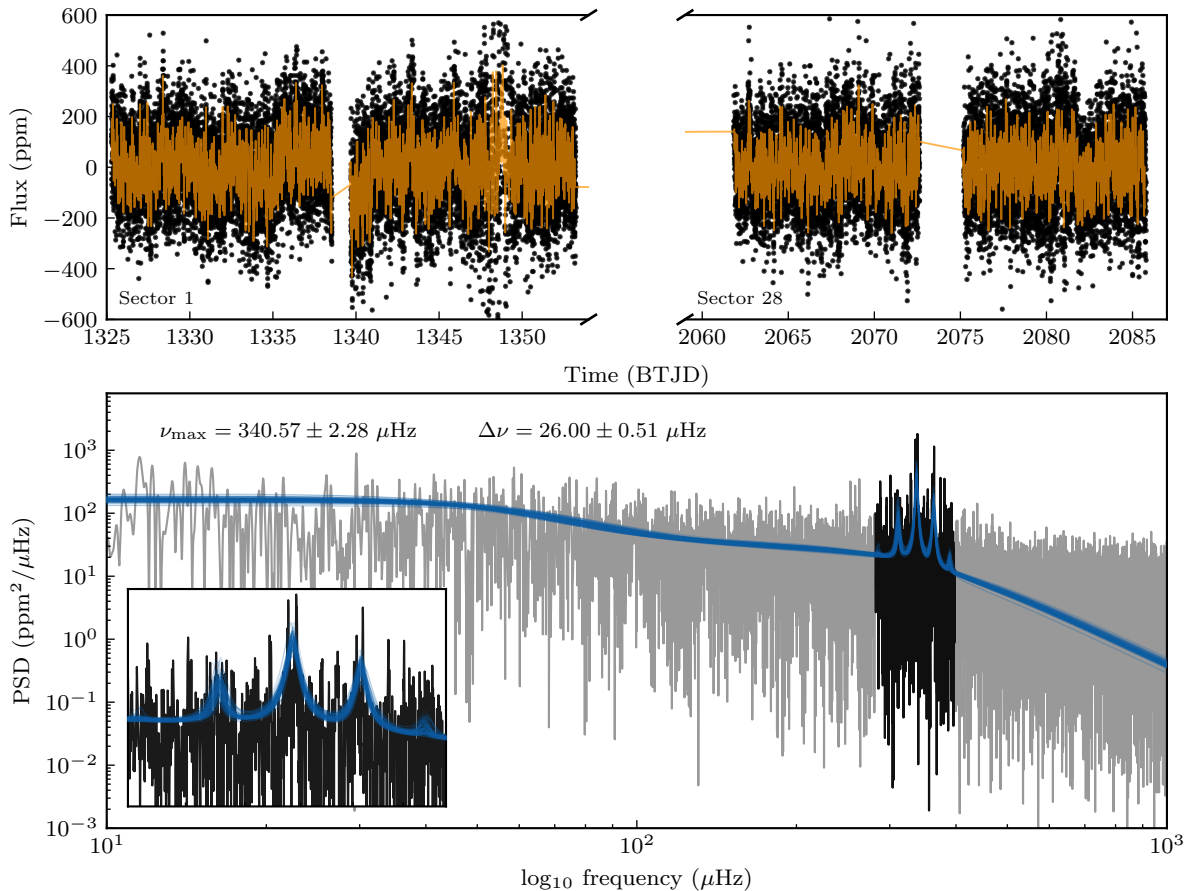 600
400
200
0
−200
−400
−600
Flux (ppm)
Sector 1
Sector 28
1325 1330 1335 1340 1345 1350 2060 2065 2070 2075 2080 2085
Time (BTJD)
ν_max = 340.57 ± 2.28 μHz Δν = 26.00 ± 0.51 μHz
10³
10²
10¹
10⁰
10⁻¹
10⁻²
10⁻³
PSD (ppm²/μHz)
10¹ 10² 10³
log₁₀ frequency (μHz)